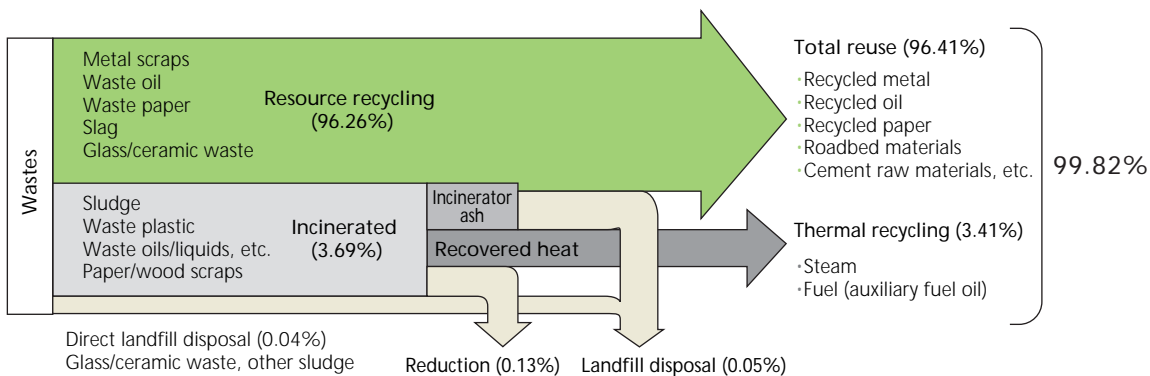 Wastes
Metal scraps
Waste oil
Waste paper
Slag
Glass/ceramic waste
Resource recycling
(96.26%)
Total reuse (96.41%)
·Recycled metal
·Recycled oil
·Recycled paper
·Roadbed materials
·Cement raw materials, etc.
99.82%
Sludge
Waste plastic
Waste oils/liquids, etc.
Paper/wood scraps
Incinerated
(3.69%)
Incinerator
ash
Recovered heat
Thermal recycling (3.41%)
·Steam
·Fuel (auxiliary fuel oil)
Direct landfill disposal (0.04%)
Glass/ceramic waste, other sludge
Reduction (0.13%)
Landfill disposal (0.05%)